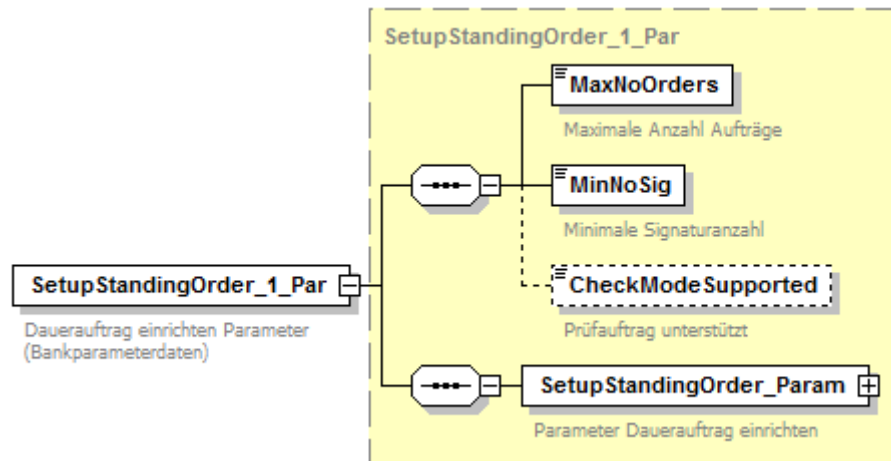 SetupStandingOrder_1_Par
MaxNoOrders
Maximale Anzahl Aufträge
MinNoSig
Minimale Signaturanzahl
CheckModeSupported
Prüfauftrag unterstützt
SetupStandingOrder_1_Par
Dauerauftrag einrichten Parameter
(Bankparameterdaten)
SetupStandingOrder_Param
Parameter Dauerauftrag einrichten